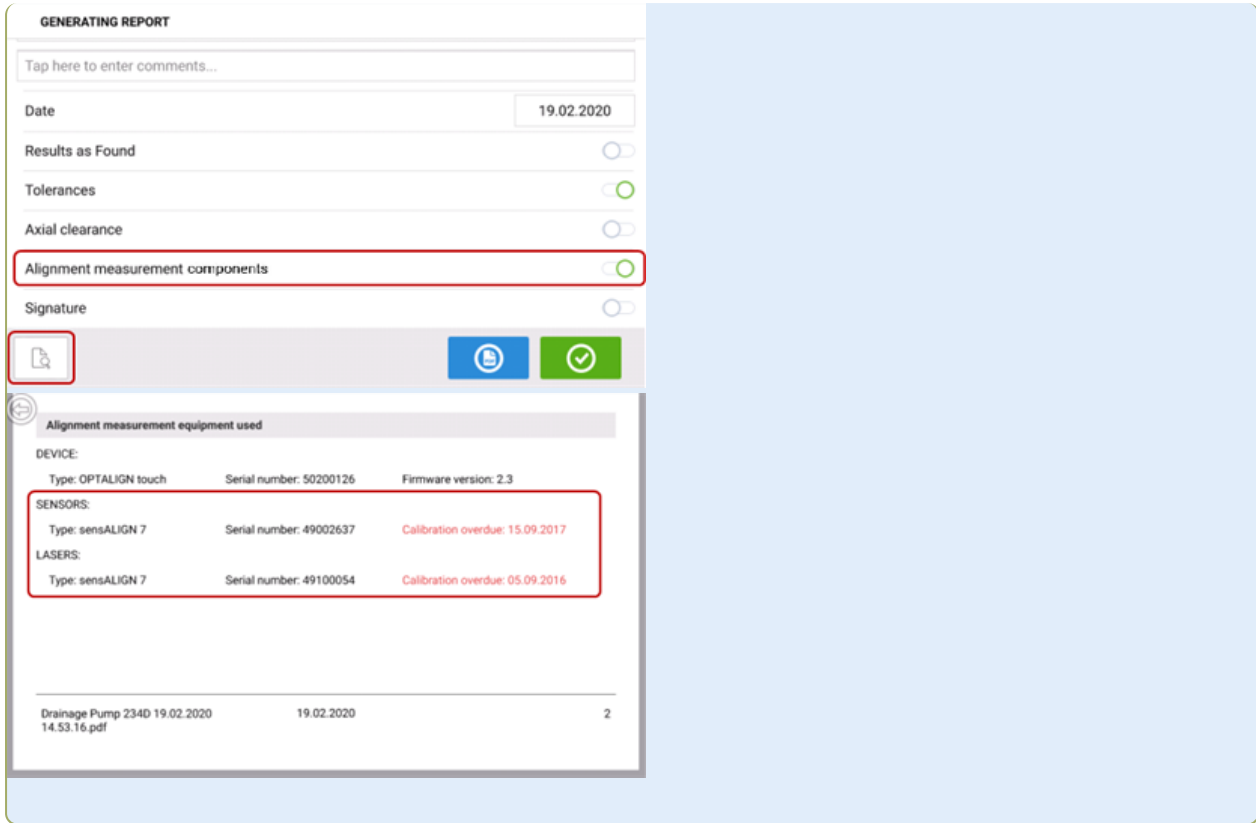 GENERATING REPORT
Tap here to enter comments...
Date 19.02.2020
Results as Found
Tolerances
Axial clearance
Alignment measurement components
Signature
Alignment measurement equipment used
DEVICE:
Type: OPTALIGN touch Serial number: 50200126 Firmware version: 2.3
SENSORS:
Type: sensALIGN 7 Serial number: 49002637 Calibration overdue: 15.09.2017
LASERS:
Type: sensALIGN 7 Serial number: 49100054 Calibration overdue: 05.09.2016
Drainage Pump 234D 19.02.2020 19.02.2020 2
14.53.16.pdf